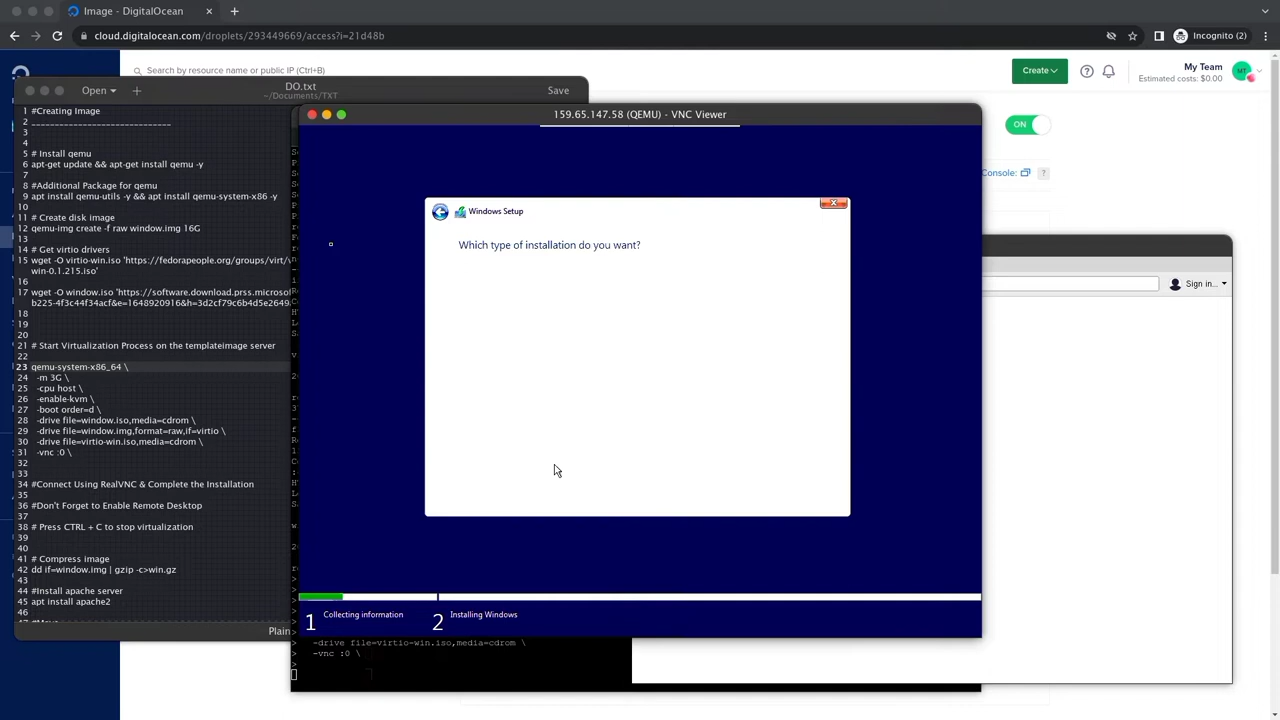 Image - DigitalOcean
cloud.digitalocean.com/droplets/293449669/access?i=21d48b
Incognito (2)
Search by resource name or public IP (Ctrl+B)
Create
My Team
Estimated costs: $0.00
MT
ON
Console:
?
Sign in...
Open
DO.txt
~/Documents/TXT
Save
1 #Creating Image
2 ------------------------------
3
4
5 # Install qemu
6 apt-get update && apt-get install qemu -y
7
8 #Additional Package for qemu
9 apt install qemu-utils -y && apt install qemu-system-x86 -y
10
11 # Create disk image
12 qemu-img create -f raw window.img 16G
13
14 # Get virtio drivers
15 wget -O virtio-win.iso 'https://fedorapeople.org/groups/virt/v
win-0.1.215.iso'
16
17 wget -O window.iso 'https://software.download.prss.microsof
b225-4f3c44f34acf&e=1648920916&h=3d2cf79c6b4d5e2649
18
19
20
21 # Start Virtualization Process on the templateimage server
22
23 qemu-system-x86_64 \
24 -m 3G \
25 -cpu host \
26 -enable-kvm \
27 -boot order=d \
28 -drive file=window.iso,media=cdrom \
29 -drive file=window.img,format=raw,if=virtio \
30 -drive file=virtio-win.iso,media=cdrom \
31 -vnc :0 \
32
33
34 #Connect Using RealVNC & Complete the Installation
35
36 #Don't Forget to Enable Remote Desktop
37
38 # Press CTRL + C to stop virtualization
39
40
41 # Compress image
42 dd if=window.img | gzip -c>win.gz
43
44 #Install apache server
45 apt install apache2
46
Plain
159.65.147.58 (QEMU) - VNC Viewer
Windows Setup
Which type of installation do you want?
1 Collecting information
2 Installing Windows
> -drive file=virtio-win.iso,media=cdrom \
> -vnc :0 \
>